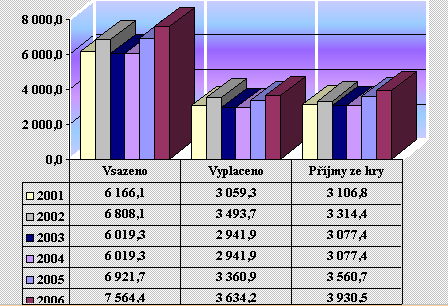 8 000,0
6 000,0
4 000,0
2 000,0
0,0
Vsazeno Vyplaceno Příjmy ze hry
2001 6 166,1 3 059,3 3 106,8
2002 6 808,1 3 493,7 3 314,4
2003 6 019,3 2 941,9 3 077,4
2004 6 019,3 2 941,9 3 077,4
2005 6 921,7 3 360,9 3 560,7
2006 7 564,4 3 634,2 3 930,5